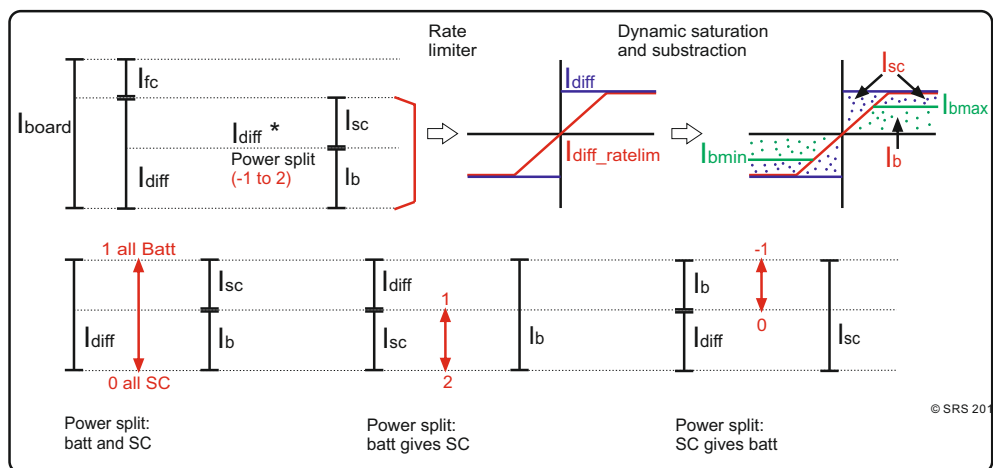 Rate
limiter
Dynamic saturation
and substraction
Ifc
Iboard
Idiff
Idiff *
Power split
(-1 to 2)
Isc
Ib
Idiff
Idiff_ratelim
Isc
Ibmax
Ibmin
Ib
1 all Batt
Idiff
0 all SC
Isc
Ib
Idiff
Isc
1
2
Ib
-1
0
Ib
Idiff
Isc
© SRS 201
Power split:
batt and SC
Power split:
batt gives SC
Power split:
SC gives batt